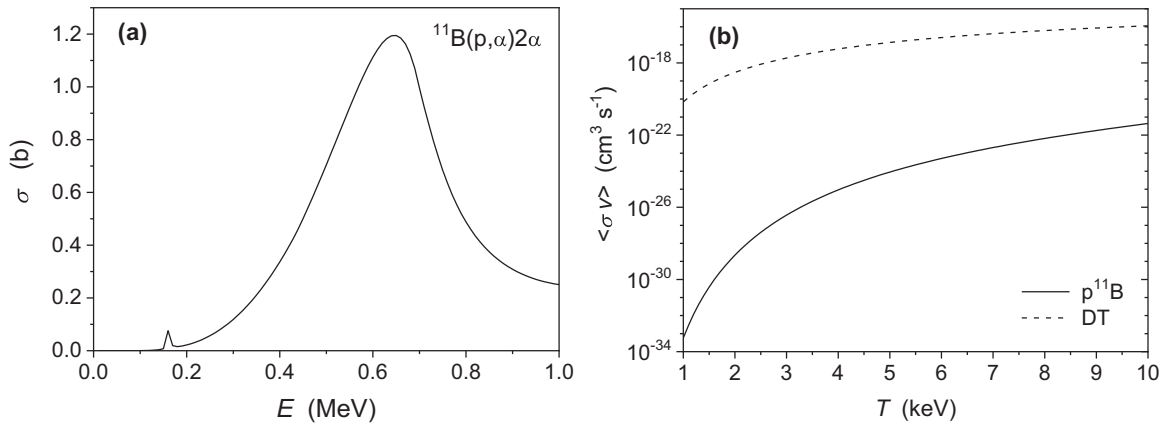 (a)
¹¹B(p,α)2α
1.2
1.0
0.8
0.6
0.4
0.2
0.0
σ (b)
0.0 0.2 0.4 0.6 0.8 1.0
E (MeV)
(b)
10⁻¹⁸
10⁻²²
10⁻²⁶
10⁻³⁰
10⁻³⁴
<σ v> (cm³ s⁻¹)
p¹¹B
DT
1 2 3 4 5 6 7 8 9 10
T (keV)